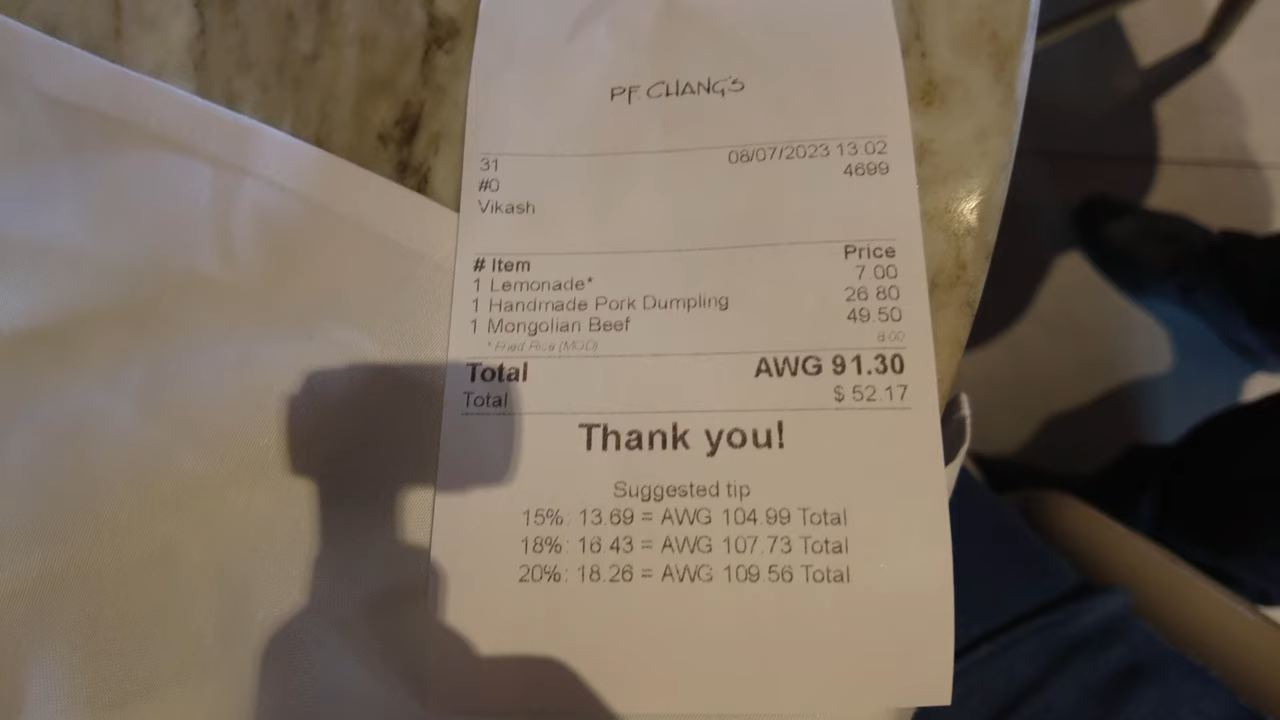 P.F. CHANG'S
31 08/07/2023 13:02
#0 4699
Vikash
# Item Price
1 Lemonade* 7.00
1 Handmade Pork Dumpling 26.80
1 Mongolian Beef 49.50
* Fried Rice (MOD) 8.00
Total AWG 91.30
Total $ 52.17
Thank you!
Suggested tip
15%: 13.69 = AWG 104.99 Total
18%: 16.43 = AWG 107.73 Total
20%: 18.26 = AWG 109.56 Total